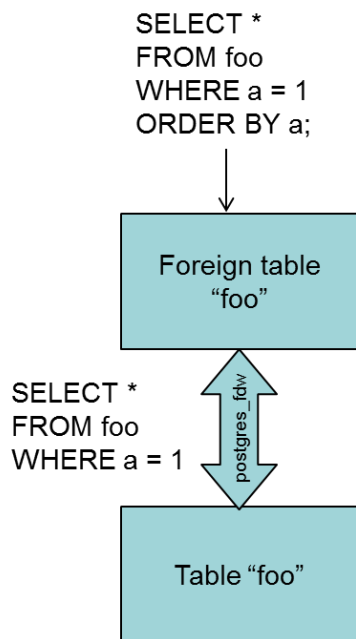 SELECT *
FROM foo
WHERE a = 1
ORDER BY a;
Foreign table
“foo”
SELECT *
FROM foo
WHERE a = 1
postgres_fdw
Table “foo”